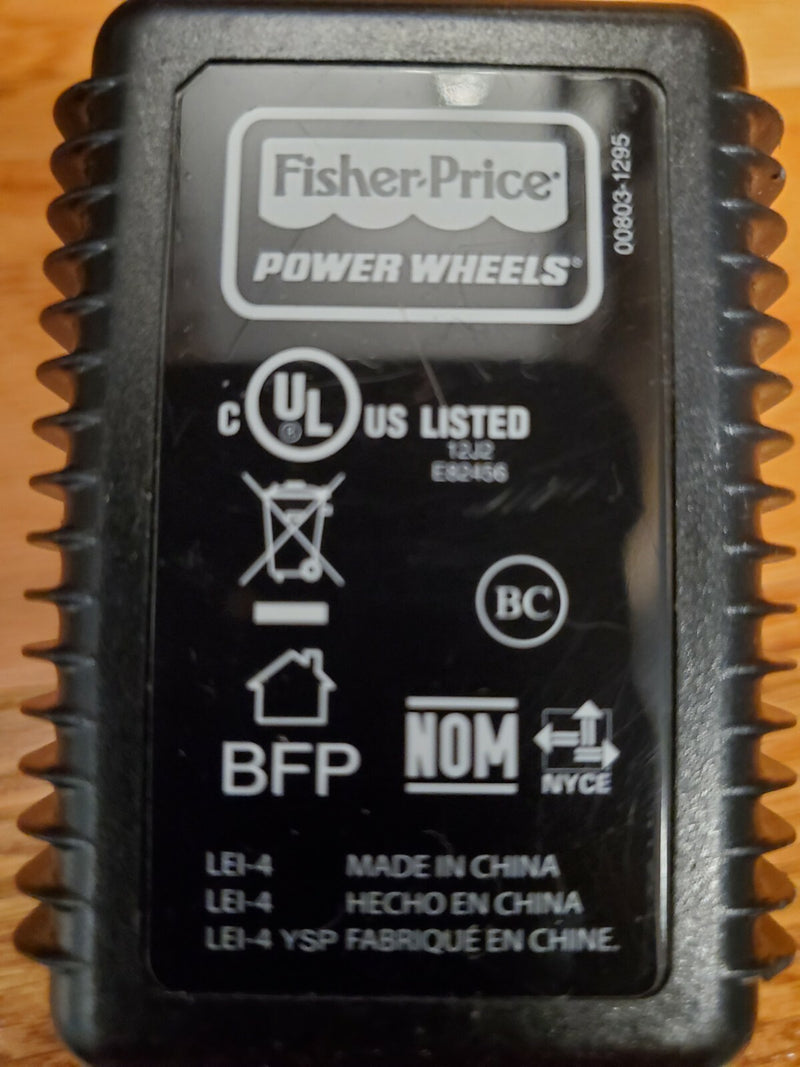 Fisher-Price®
POWER WHEELS®
00803-1295
C UL® US LISTED
12J2
E82456
BC
BFP
NOM
NYCE
LEI-4 MADE IN CHINA
LEI-4 HECHO EN CHINA
LEI-4 YSP FABRIQUÉ EN CHINE.